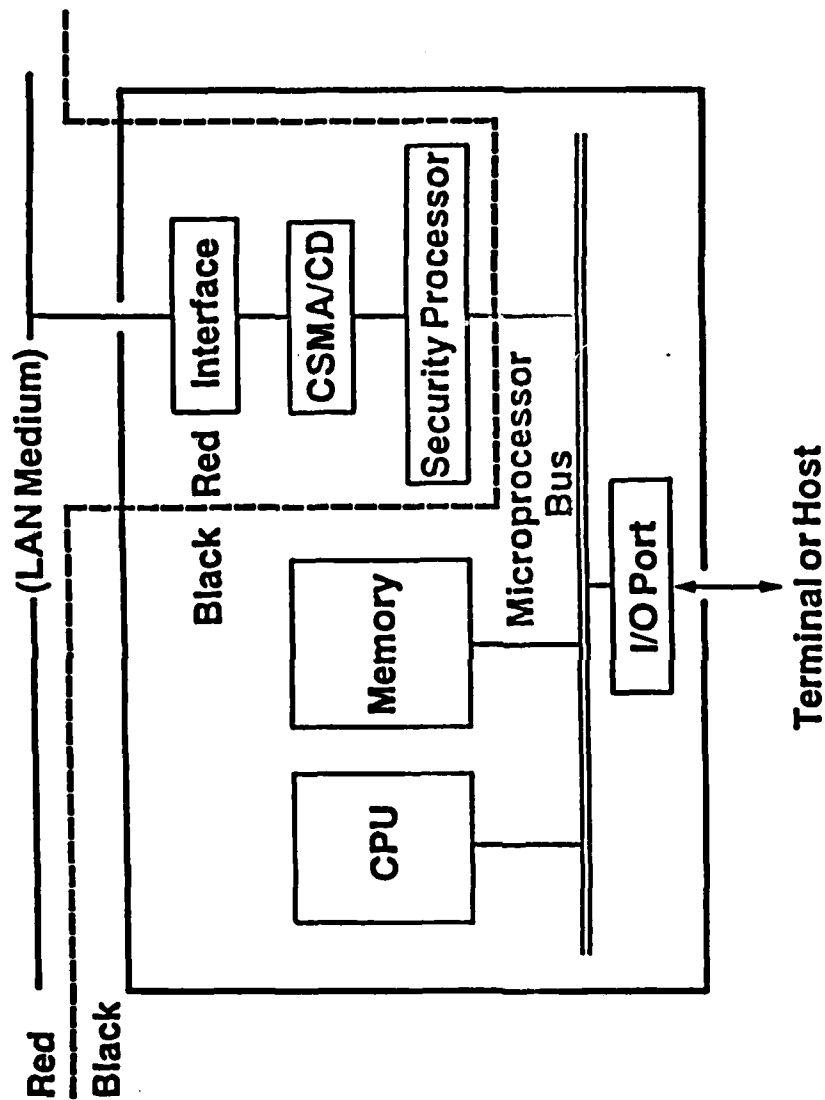 Red
Black
(LAN Medium)
Black
Red
Interface
CSMA/CD
Security Processor
CPU
Memory
Microprocessor
Bus
I/O Port
Terminal or Host